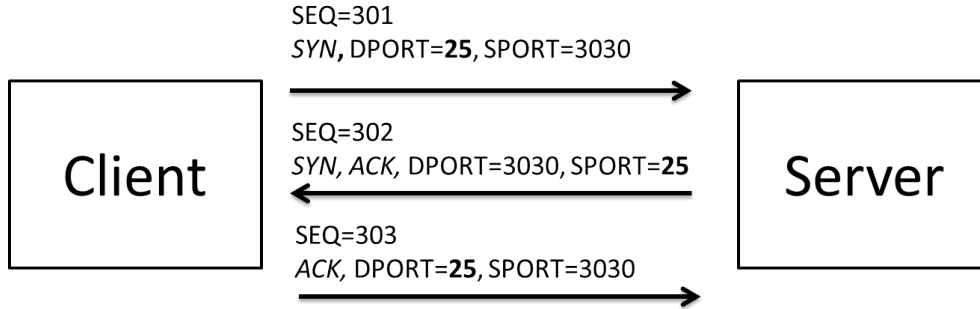 SEQ=301
SYN, DPORT=25, SPORT=3030
Client
SEQ=302
SYN, ACK, DPORT=3030, SPORT=25
Server
SEQ=303
ACK, DPORT=25, SPORT=3030